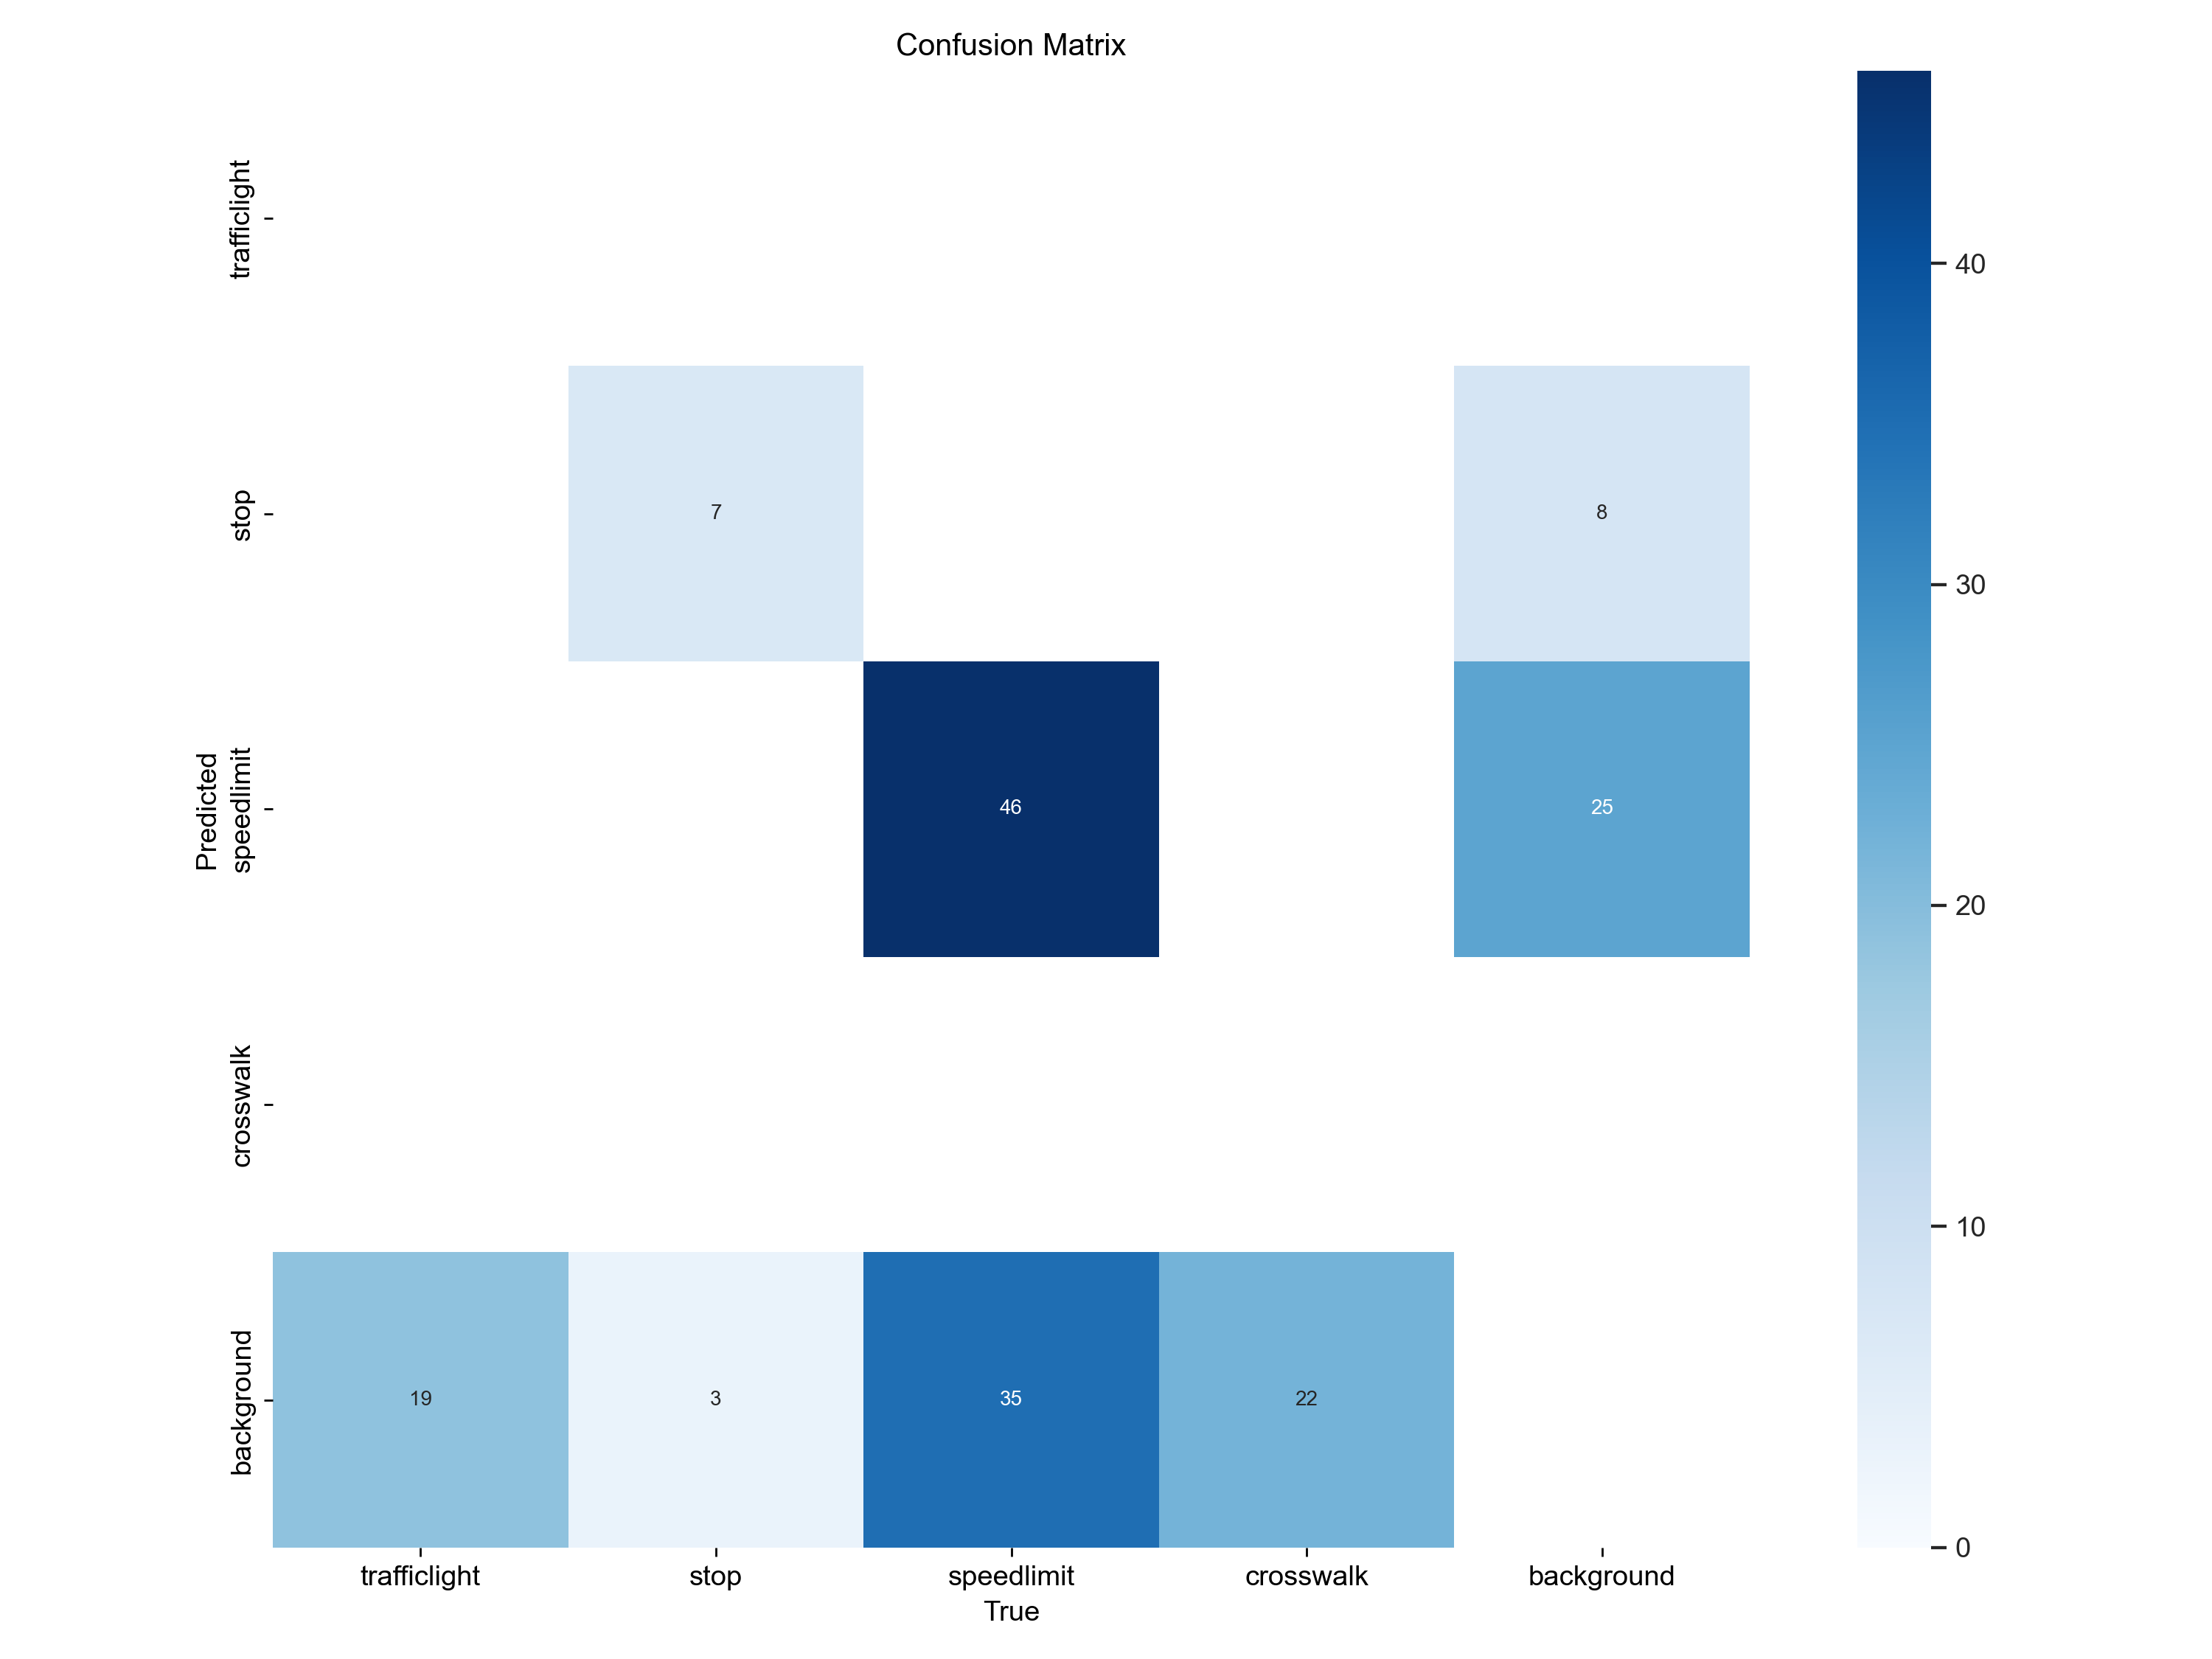 Confusion Matrix
trafficlight
stop
7
8
speedlimit
46
25
Predicted
crosswalk
background
19
3
35
22
trafficlight
stop
speedlimit
crosswalk
background
True
40
30
20
10
0